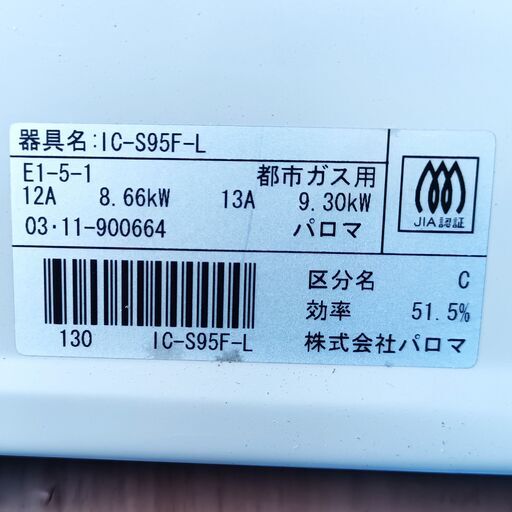 器具名:IC-S95F-L
E1-5-1 都市ガス用
12A 8.66kW 13A 9.30kW
03・11-900664 パロマ
JIA認証
区分名 C
効率 51.5%
130 IC-S95F-L 株式会社パロマ